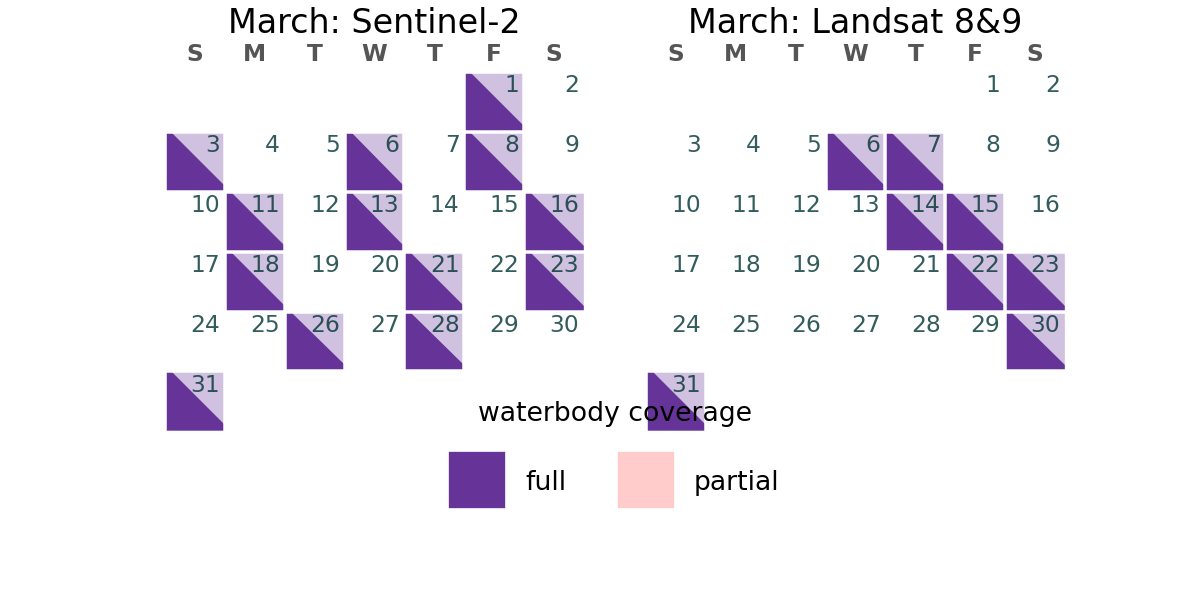 March: Sentinel-2
S M T W T F S
1 2
3 4 5 6 7 8 9
10 11 12 13 14 15 16
17 18 19 20 21 22 23
24 25 26 27 28 29 30
31
March: Landsat 8&9
S M T W T F S
1 2
3 4 5 6 7 8 9
10 11 12 13 14 15 16
17 18 19 20 21 22 23
24 25 26 27 28 29 30
31
waterbody coverage
full partial